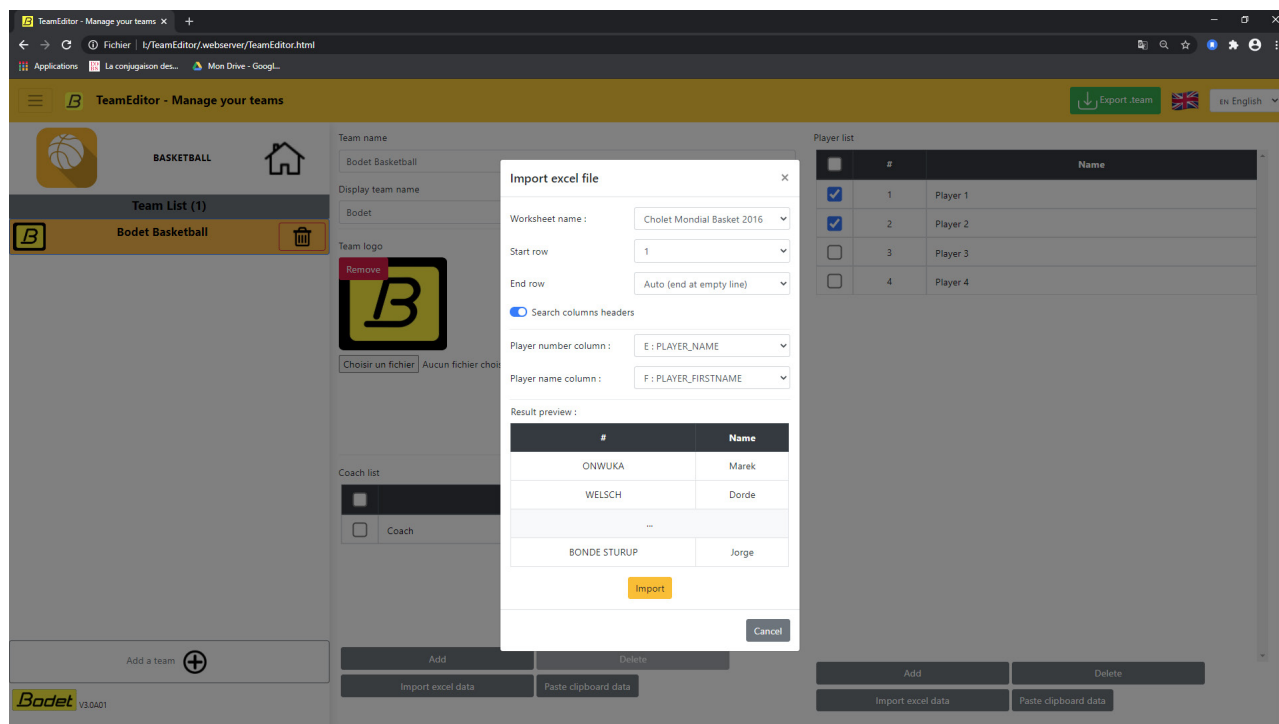 TeamEditor - Manage your teams
Fichier | I:/TeamEditor/.webserver/TeamEditor.html
Applications La conjugaison des... Mon Drive - Googl...
B TeamEditor - Manage your teams
Export .team
EN English
BASKETBALL
Team List (1)
B Bodet Basketball
Add a team
Bodet V3.0A01
Team name
Bodet Basketball
Display team name
Bodet
Team logo
Remove
B
Choisir un fichier Aucun fichier chois
Coach list
Coach
Add Delete
Import excel data Paste clipboard data
Import excel file ×
Worksheet name : Cholet Mondial Basket 2016
Start row 1
End row Auto (end at empty line)
Search columns headers
Player number column : E : PLAYER_NAME
Player name column : F : PLAYER_FIRSTNAME
Result preview :
# Name
ONWUKA Marek
WELSCH Dorde
...
BONDE STURUP Jorge
Import
Cancel
Player list
# Name
1 Player 1
2 Player 2
3 Player 3
4 Player 4
Add Delete
Import excel data Paste clipboard data